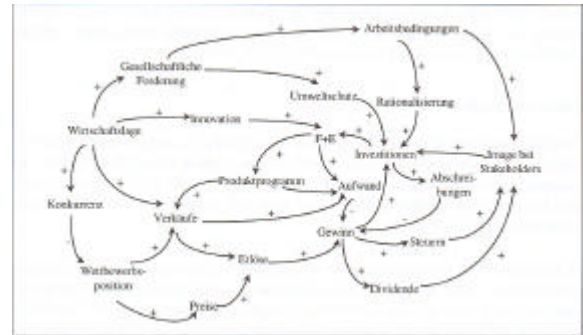 Arbeitsbedingungen
Gesellschaftliche
Forderung
Umweltschutz
Rationalisierung
Wirtschaftslage
Innovation
F+E
Investitionen
Image bei
Stakeholders
Produktprogramm
Aufwand
Abschrei-
bungen
Konkurrenz
Verkäufe
Gewinn
Steuern
Wettbewerbs-
position
Erlöse
Dividende
Preise